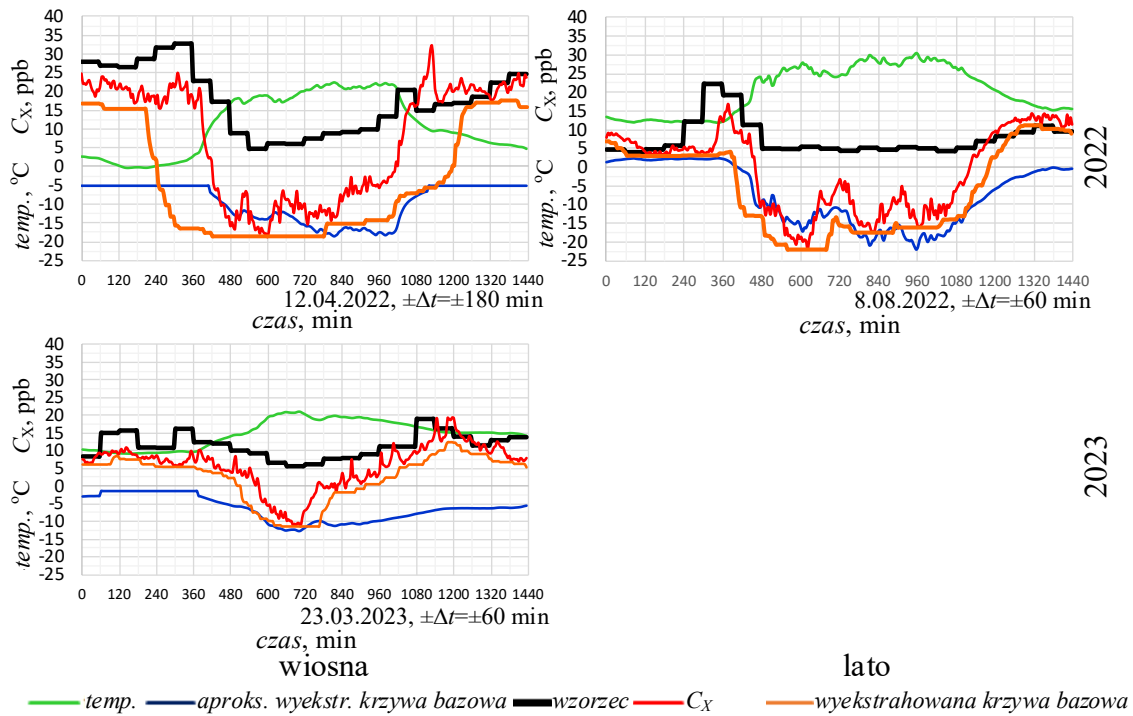 C_X, ppb
temp., °C
40
35
30
25
20
15
10
5
0
-5
-10
-15
-20
-25
0 120 240 360 480 600 720 840 960 1080 1200 1320 1440
12.04.2022, ±Δt=±180 min
czas, min
C_X, ppb
temp., °C
40
35
30
25
20
15
10
5
0
-5
-10
-15
-20
-25
0 120 240 360 480 600 720 840 960 1080 1200 1320 1440
8.08.2022, ±Δt=±60 min
czas, min
2022
C_X, ppb
temp., °C
40
35
30
25
20
15
10
5
0
-5
-10
-15
-20
-25
0 120 240 360 480 600 720 840 960 1080 1200 1320 1440
23.03.2023, ±Δt=±60 min
czas, min
2023
wiosna lato
temp. aproks. wyekstr. krzywa bazowa wzorzec C_X wyekstrahowana krzywa bazowa